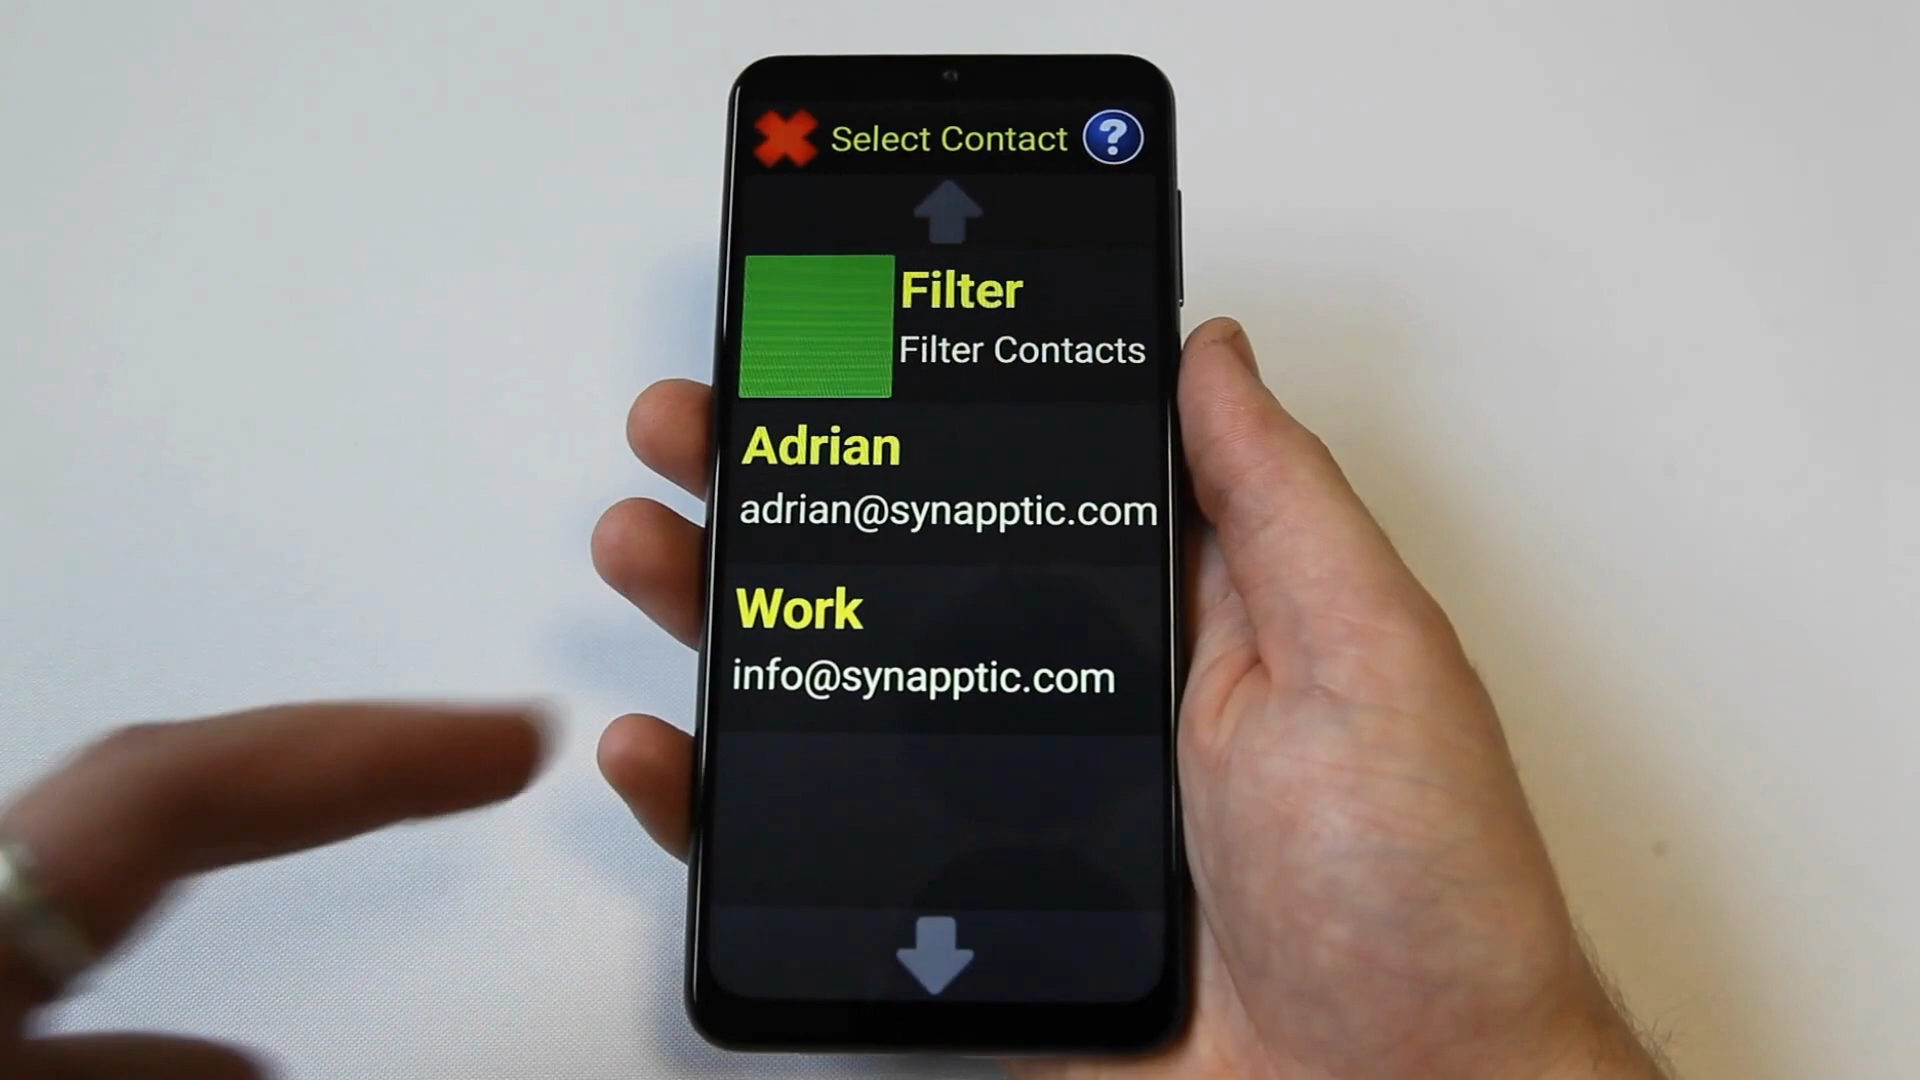 Select Contact ?
Filter
Filter Contacts
Adrian
adrian@synapptic.com
Work
info@synapptic.com